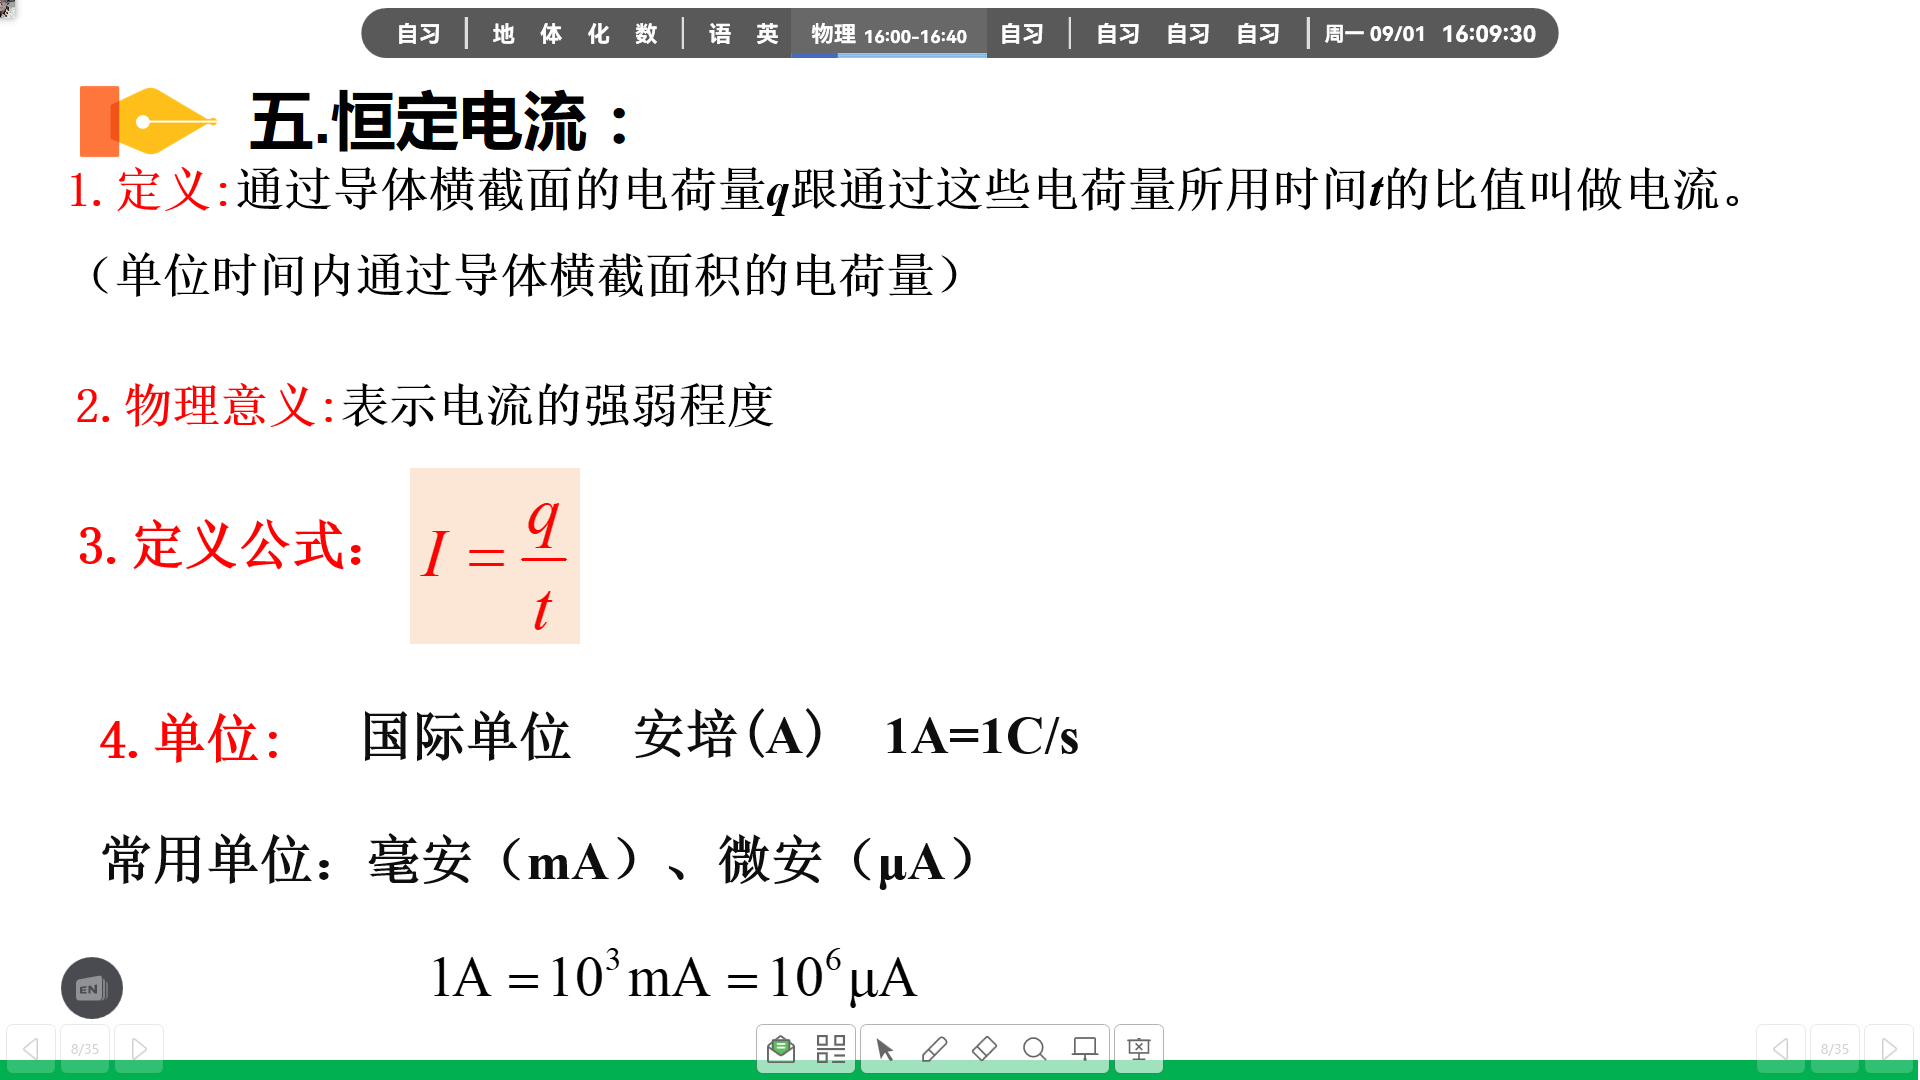 自习 | 地 体 化 数 | 语 英 物理 16:00-16:40 自习 | 自习 自习 自习 | 周一 09/01 16:09:30
五.恒定电流：
1.定义:通过导体横截面的电荷量q跟通过这些电荷量所用时间t的比值叫做电流。
（单位时间内通过导体横截面积的电荷量）
2.物理意义:表示电流的强弱程度
3.定义公式： I = q/t
4.单位: 国际单位 安培(A) 1A=1C/s
常用单位：毫安（mA）、微安（μA）
1A = 10³ mA = 10⁶ μA
EN
8/35 8/35